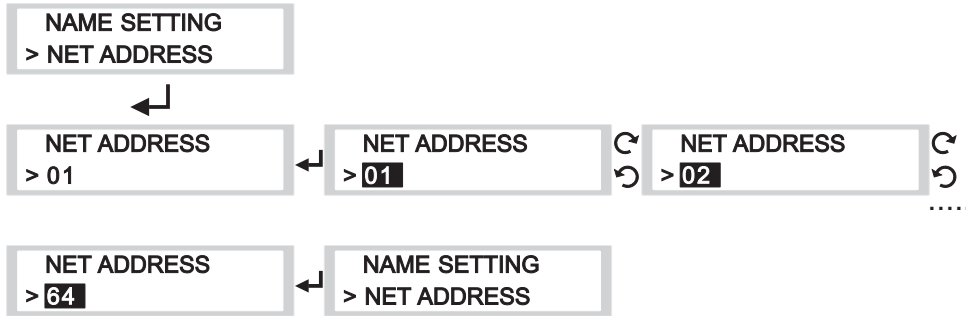 NAME SETTING
> NET ADDRESS
NET ADDRESS
> 01
NET ADDRESS
> 01
NET ADDRESS
> 02
.....
NET ADDRESS
> 64
NAME SETTING
> NET ADDRESS